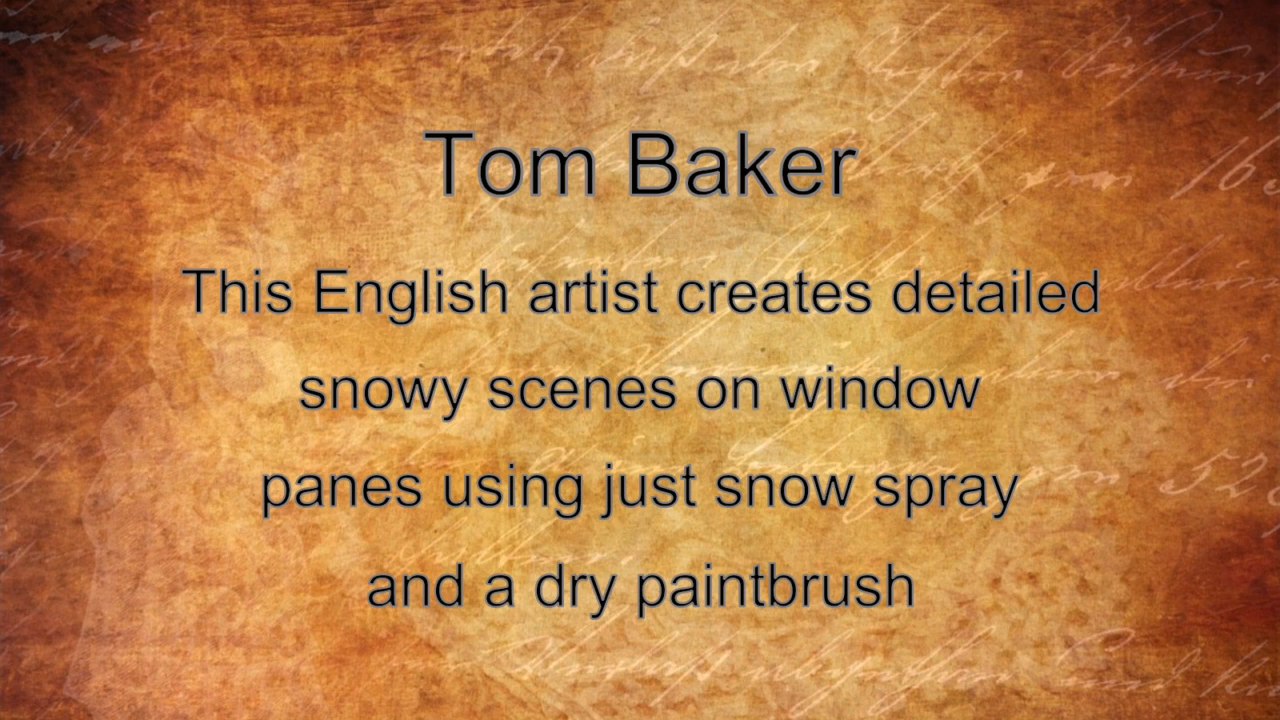 Tom Baker
This English artist creates detailed
snowy scenes on window
panes using just snow spray
and a dry paintbrush